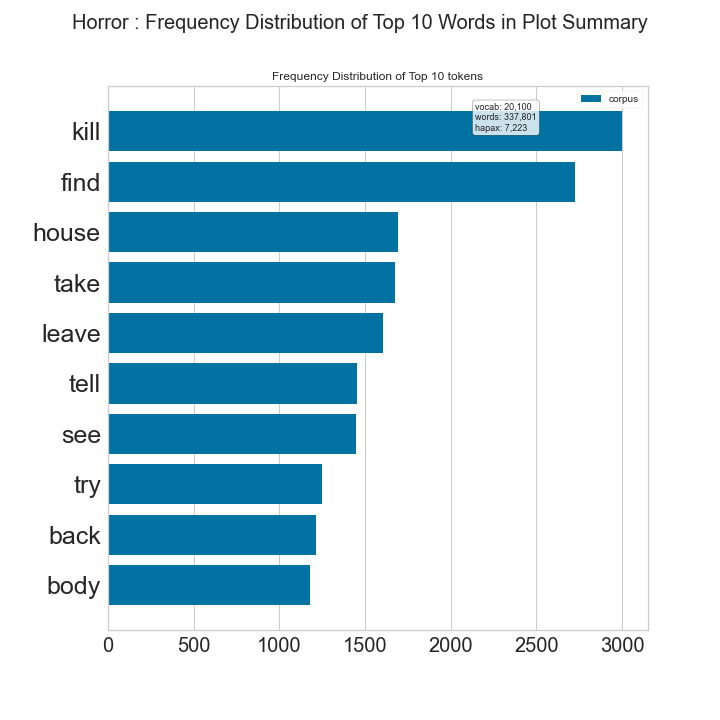 Horror : Frequency Distribution of Top 10 Words in Plot Summary
Frequency Distribution of Top 10 tokens
vocab: 20,100
words: 337,801
hapax: 7,223
corpus
kill
find
house
take
leave
tell
see
try
back
body
0 500 1000 1500 2000 2500 3000